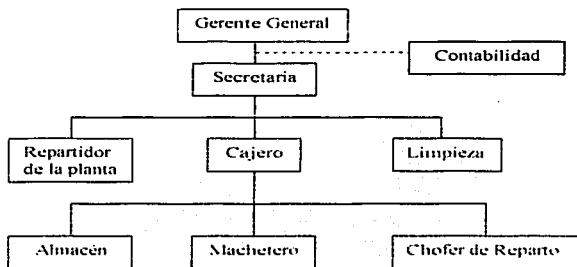 Gerente General
Contabilidad
Secretaria
Repartidor
de la planta
Cajero
Limpieza
Almacén
Machetero
Chofer de Reparto